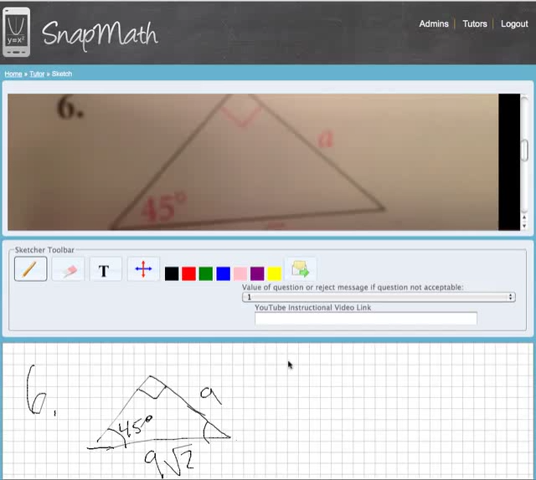 y=x²
SnapMath
Admins | Tutors | Logout
Home » Tutor » Sketch
6.
a
45°
Sketcher Toolbar
T
Value of question or reject message if question not acceptable:
1
YouTube Instructional Video Link
6.
a
45°
9√2